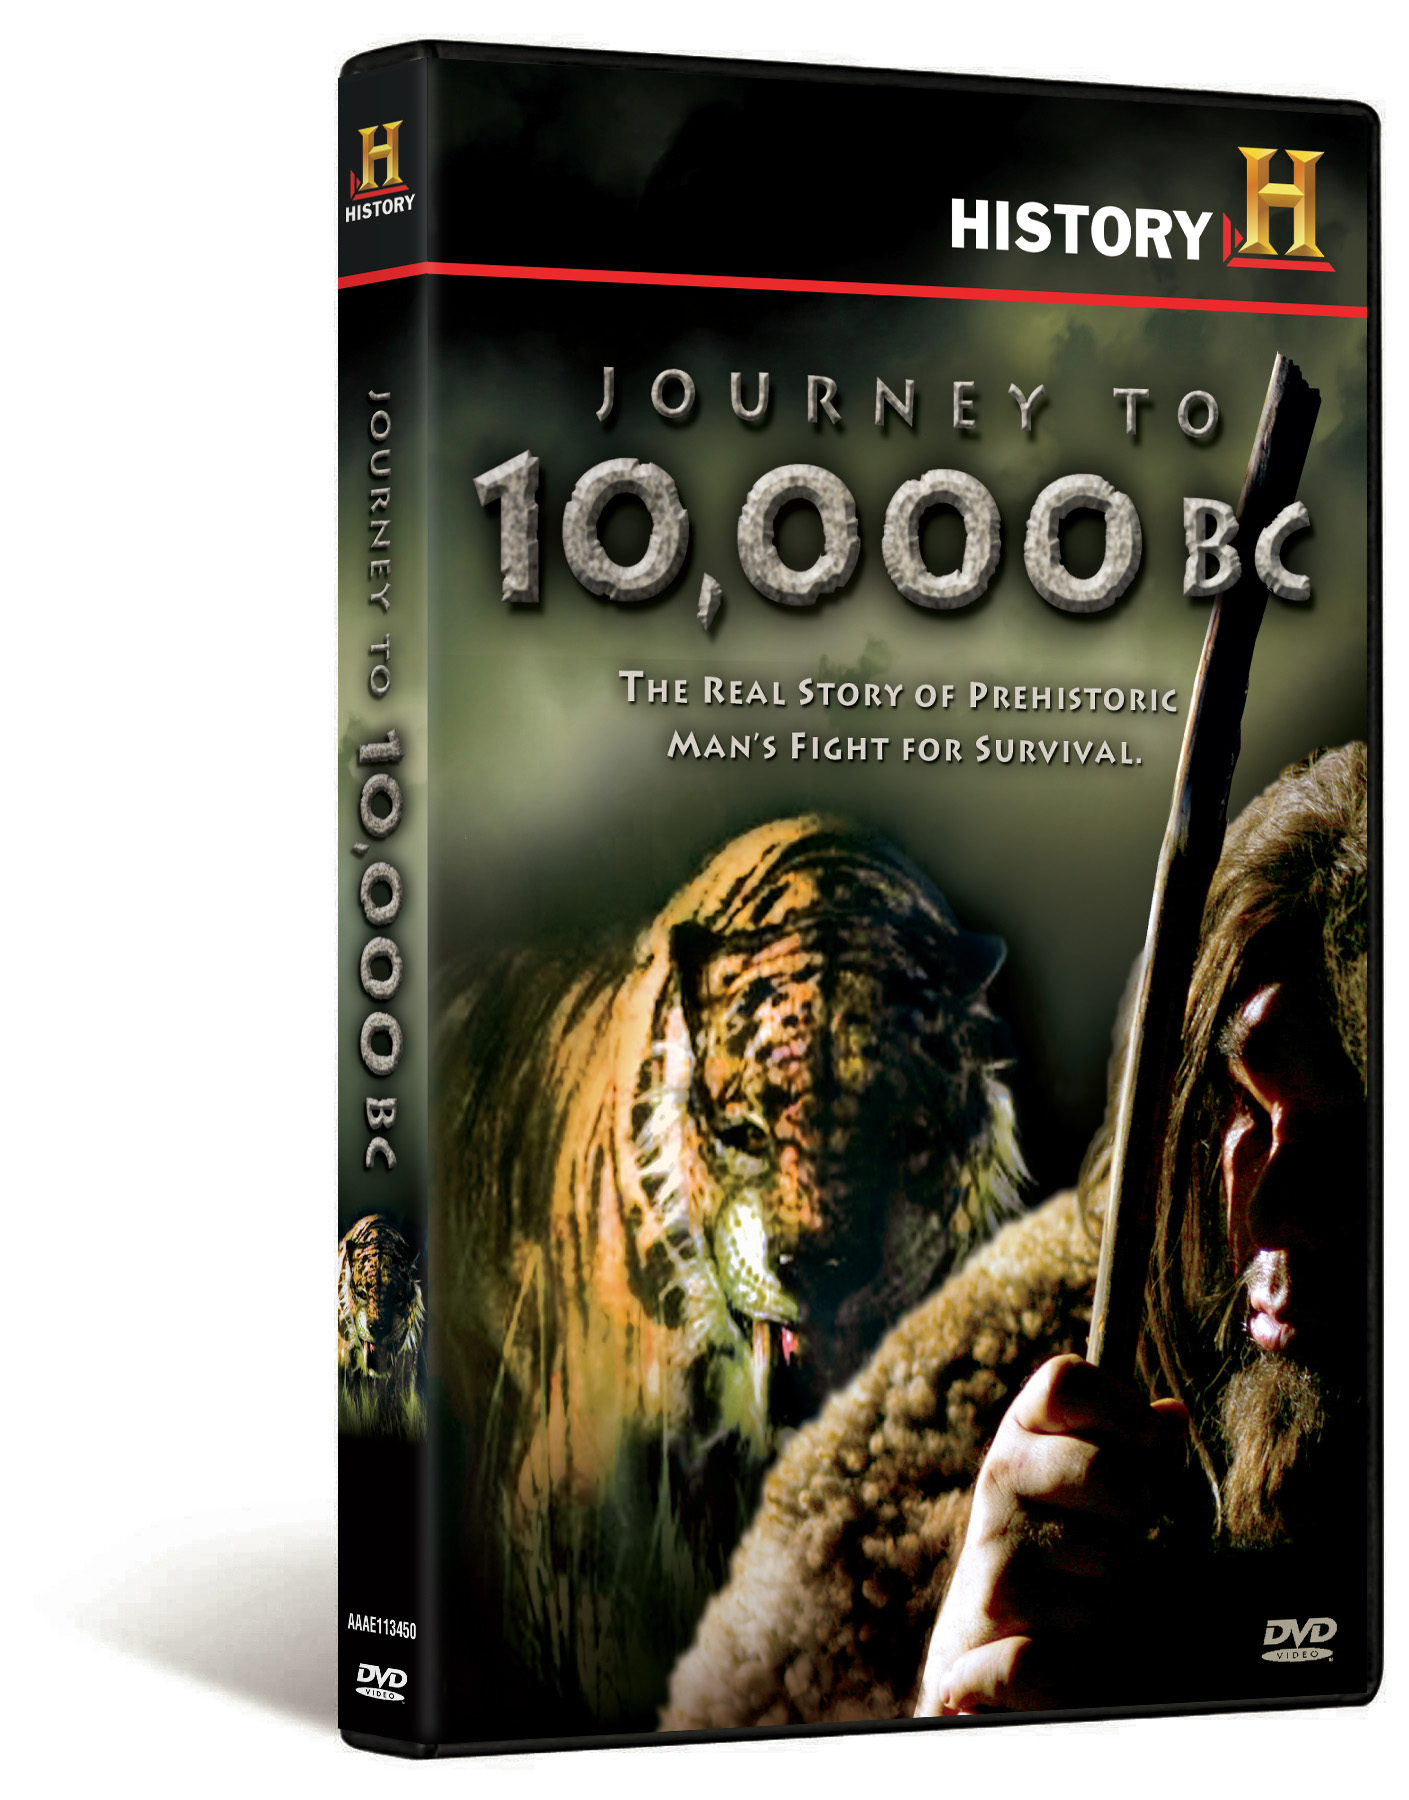 H
HISTORY
JOURNEY TO 10,000 BC
AAAE113450
DVD
VIDEO
HISTORY H
JOURNEY TO
10,000 BC
THE REAL STORY OF PREHISTORIC
MAN'S FIGHT FOR SURVIVAL.
DVD
VIDEO